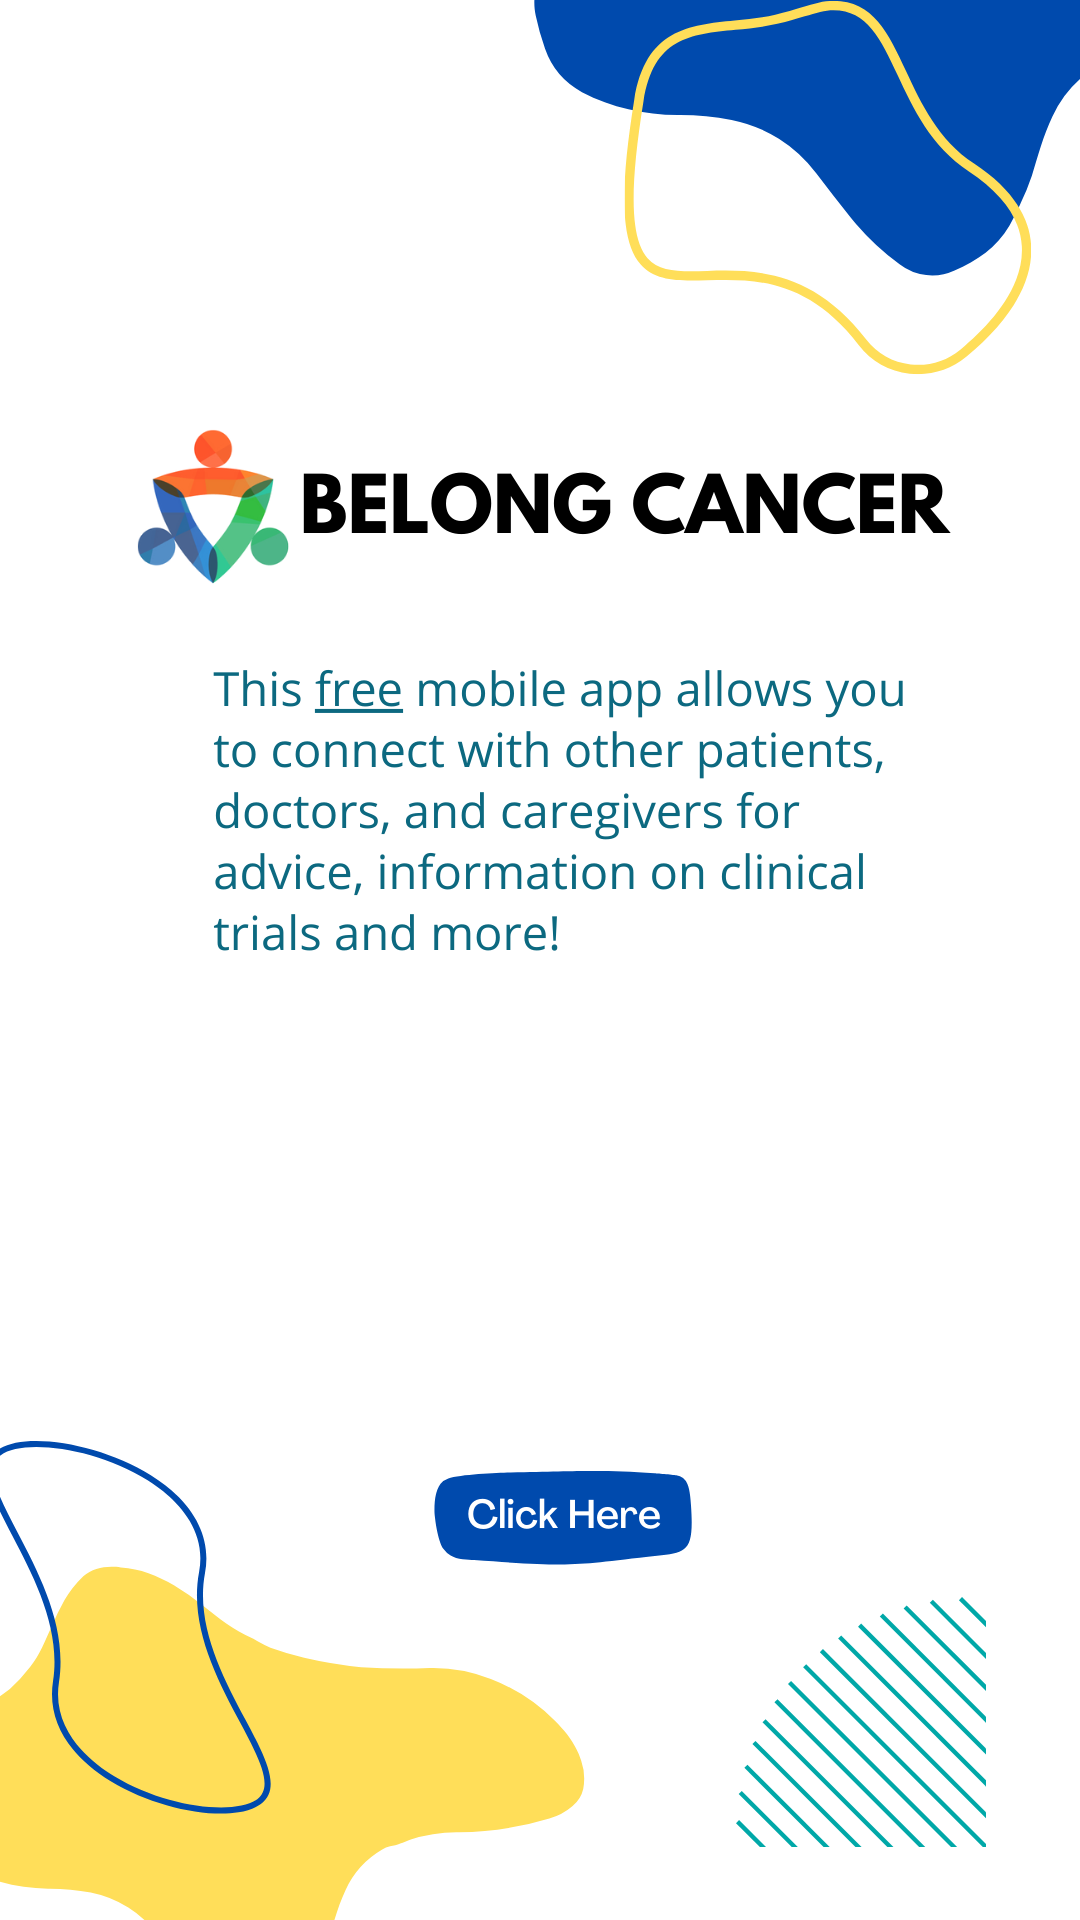 BELONG CANCER
This free mobile app allows you
to connect with other patients,
doctors, and caregivers for
advice, information on clinical
trials and more!
Click Here